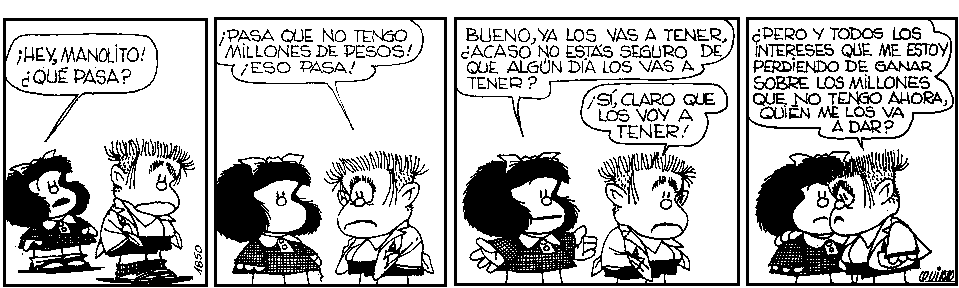 ¡HEY, MANOLITO!
¿QUÉ PASA?
1850
¡PASA QUE NO TENGO
MILLONES DE PESOS!
¡ESO PASA!
BUENO, YA LOS VAS A TENER,
¿ACASO NO ESTÁS SEGURO DE
QUE ALGÚN DÍA LOS VAS A
TENER?
¡SÍ, CLARO QUE
LOS VOY A
TENER!
¿PERO Y TODOS LOS
INTERESES QUE ME ESTOY
PERDIENDO DE GANAR
SOBRE LOS MILLONES
QUE NO TENGO AHORA,
QUIÉN ME LOS VA
A DAR?
QUINO